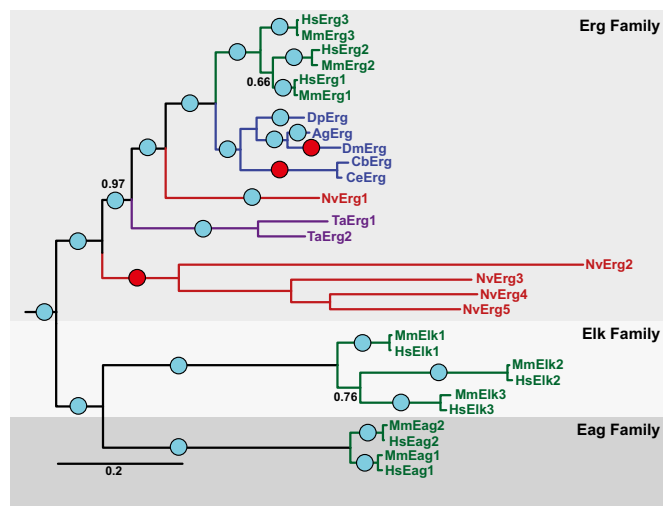 Erg Family
HsErg3
MmErg3
HsErg2
MmErg2
0.66
HsErg1
MmErg1
DpErg
AgErg
DmErg
CbErg
CeErg
0.97
NvErg1
TaErg1
TaErg2
NvErg2
NvErg3
NvErg4
NvErg5
Elk Family
MmElk1
HsElk1
MmElk2
HsElk2
0.76
MmElk3
HsElk3
Eag Family
MmEag2
HsEag2
MmEag1
HsEag1
0.2